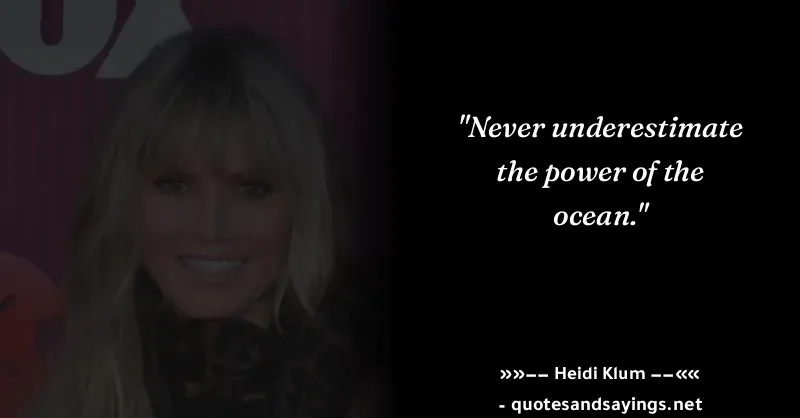 "Never underestimate
the power of the
ocean."
»»–– Heidi Klum ––««
- quotesandsayings.net